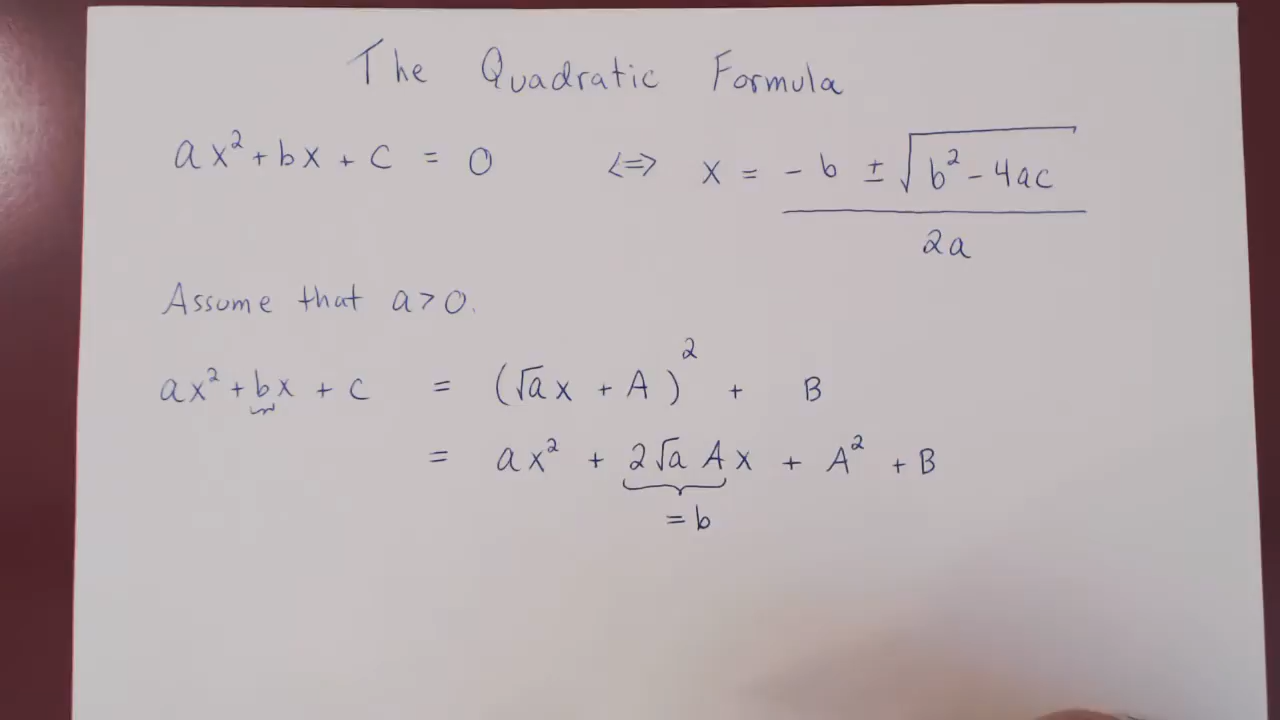 The Quadratic Formula
ax² + bx + c = 0 <=> x = -b ± √(b² - 4ac) / 2a
Assume that a > 0.
ax² + bx + c = (√a x + A)² + B
= ax² + 2√a A x + A² + B
= b